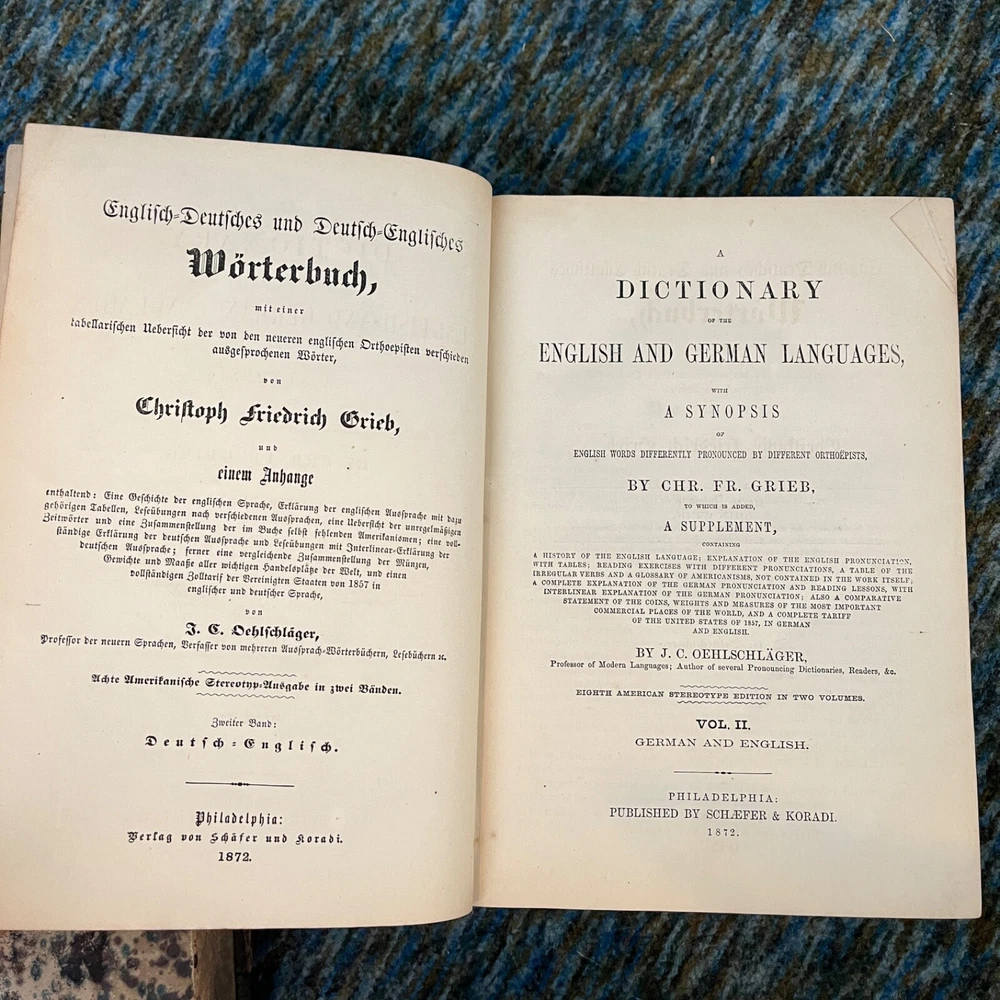 Englisch-Deutsches und Deutsch-Englisches
Wörterbuch,
mit einer
tabellarischen Uebersicht der von den neueren englischen Orthoepisten verschieden
ausgesprochenen Wörter,
von
Christoph Friedrich Grieb,
und
einem Anhange
enthaltend: Eine Geschichte der englischen Sprache, Erklärung der englischen Aussprache mit dazu
gehörigen Tabellen, Leseübungen nach verschiedenen Aussprachen, eine Uebersicht der unregelmäßigen
Zeitwörter und eine Zusammenstellung der im Buche selbst fehlenden Amerikanismen; eine voll-
ständige Erklärung der deutschen Aussprache und Leseübungen mit Interlinear-Erklärung der
deutschen Aussprache; ferner eine vergleichende Zusammenstellung der Münzen,
Gewichte und Maaße aller wichtigen Handelsplätze der Welt, und einen
vollständigen Zolltarif der Vereinigten Staaten von 1857 in
englischer und deutscher Sprache,
von
J. C. Oehlschläger,
Professor der neuern Sprachen, Verfasser von mehreren Aussprach-Wörterbüchern, Lesebüchern ꝛc.
Achte Amerikanische Stereotyp-Ausgabe in zwei Bänden.
Zweiter Band:
Deutsch-Englisch.
Philadelphia:
Verlag von Schäfer und Koradi.
1872.
A
DICTIONARY
OF THE
ENGLISH AND GERMAN LANGUAGES,
WITH
A SYNOPSIS
OF
ENGLISH WORDS DIFFERENTLY PRONOUNCED BY DIFFERENT ORTHOËPISTS,
BY CHR. FR. GRIEB,
TO WHICH IS ADDED,
A SUPPLEMENT,
CONTAINING
A HISTORY OF THE ENGLISH LANGUAGE; EXPLANATION OF THE ENGLISH PRONUNCIATION,
WITH TABLES; READING EXERCISES WITH DIFFERENT PRONUNCIATIONS, A TABLE OF THE
IRREGULAR VERBS AND A GLOSSARY OF AMERICANISMS, NOT CONTAINED IN THE WORK ITSELF;
A COMPLETE EXPLANATION OF THE GERMAN PRONUNCIATION AND READING LESSONS, WITH
INTERLINEAR EXPLANATION OF THE GERMAN PRONUNCIATION; ALSO A COMPARATIVE
STATEMENT OF THE COINS, WEIGHTS AND MEASURES OF THE MOST IMPORTANT
COMMERCIAL PLACES OF THE WORLD, AND A COMPLETE TARIFF
OF THE UNITED STATES OF 1857, IN GERMAN
AND ENGLISH.
BY J. C. OEHLSCHLÄGER,
Professor of Modern Languages; Author of several Pronouncing Dictionaries, Readers, &c.
EIGHTH AMERICAN STEREOTYPE EDITION IN TWO VOLUMES.
VOL. II.
GERMAN AND ENGLISH.
PHILADELPHIA:
PUBLISHED BY SCHÆFER & KORADI.
1872.